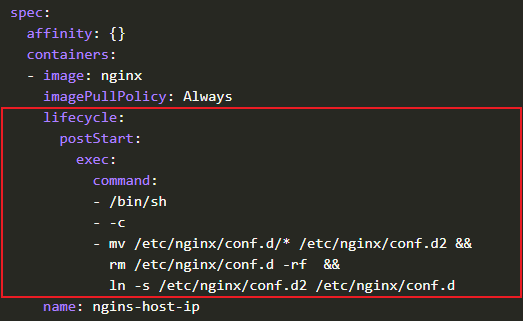 spec:
  affinity: {}
  containers:
  - image: nginx
    imagePullPolicy: Always
    lifecycle:
      postStart:
        exec:
          command:
          - /bin/sh
          - -c
          - mv /etc/nginx/conf.d/* /etc/nginx/conf.d2 &&
            rm /etc/nginx/conf.d -rf  &&
            ln -s /etc/nginx/conf.d2 /etc/nginx/conf.d
    name: ngins-host-ip